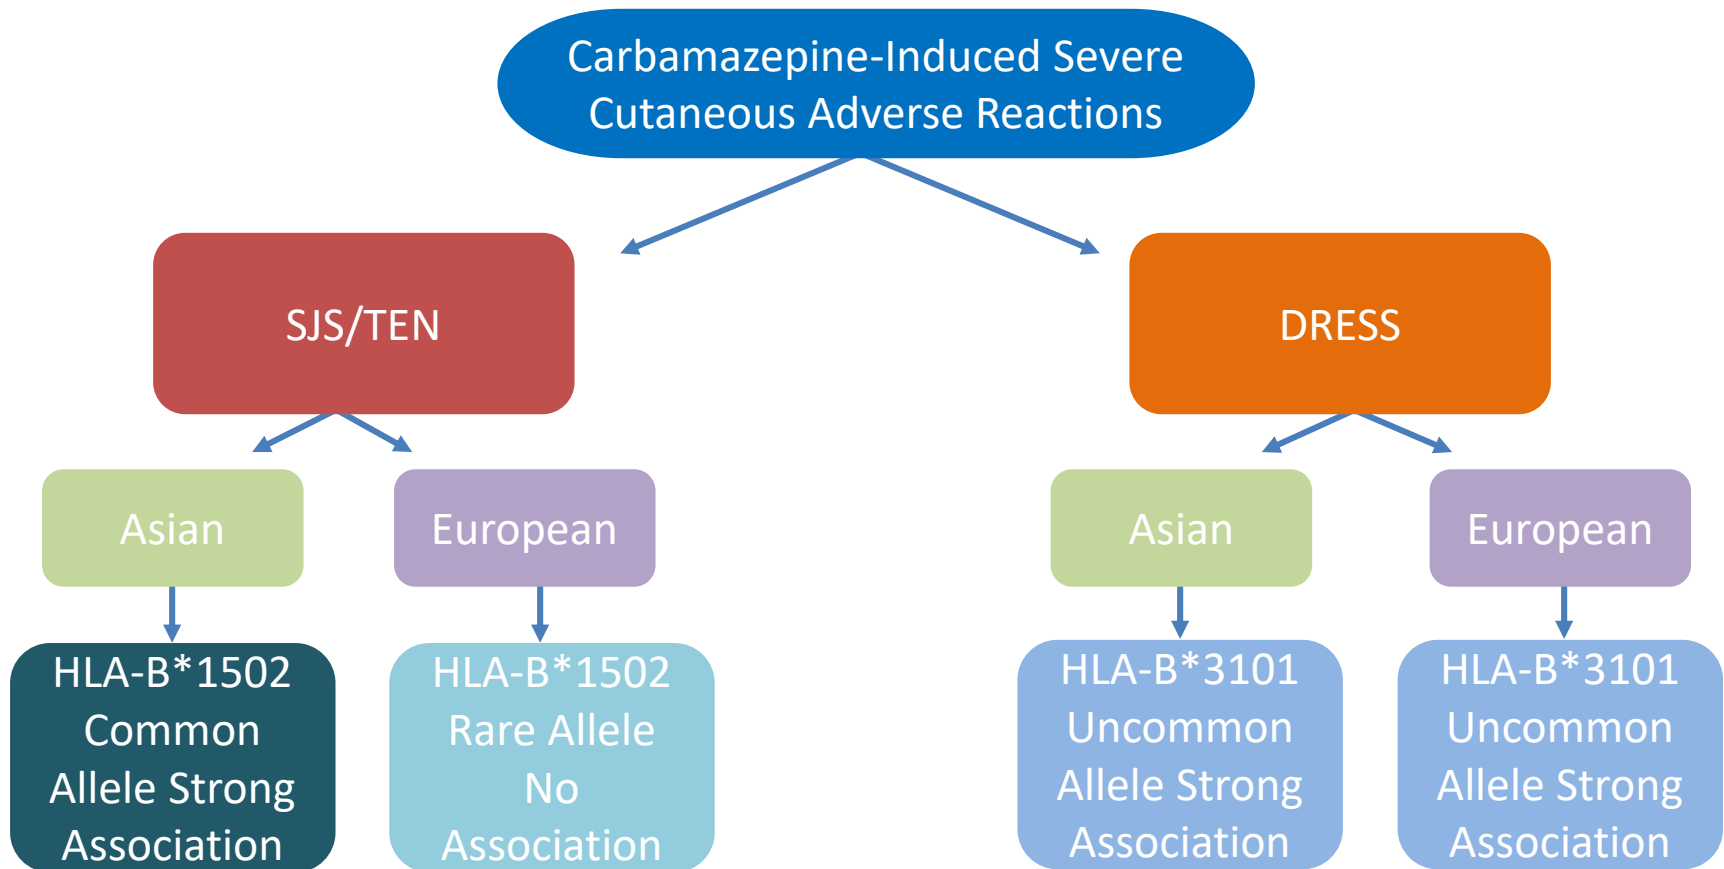 Carbamazepine-Induced Severe
Cutaneous Adverse Reactions
SJS/TEN
DRESS
Asian
European
Asian
European
HLA-B*1502
Common
Allele Strong
Association
HLA-B*1502
Rare Allele
No
Association
HLA-B*3101
Uncommon
Allele Strong
Association
HLA-B*3101
Uncommon
Allele Strong
Association